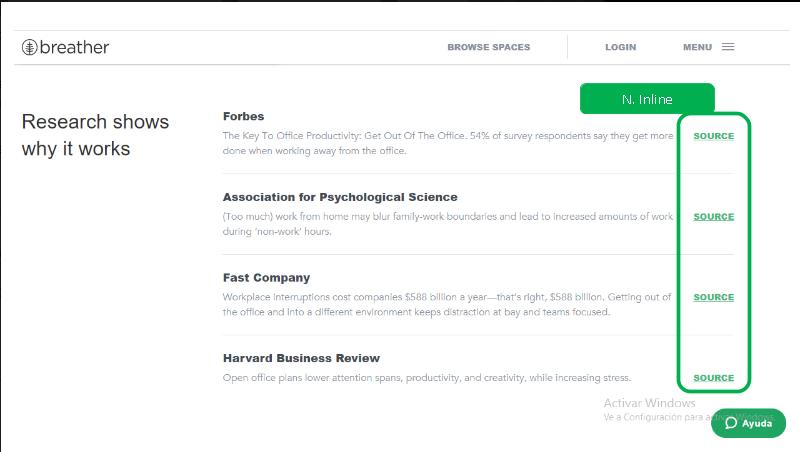 breather
BROWSE SPACES
LOGIN
MENU
N. Inline
Research shows
why it works
Forbes
The Key To Office Productivity: Get Out Of The Office. 54% of survey respondents say they get more
done when working away from the office.
SOURCE
Association for Psychological Science
(Too much) work from home may blur family-work boundaries and lead to increased amounts of work
during ‘non-work’ hours.
SOURCE
Fast Company
Workplace interruptions cost companies $588 billion a year—that’s right, $588 billion. Getting out of
the office and into a different environment keeps distraction at bay and teams focused.
SOURCE
Harvard Business Review
Open office plans lower attention spans, productivity, and creativity, while increasing stress.
SOURCE
Activar Windows
Ve a Configuración para activar Windows.
Ayuda